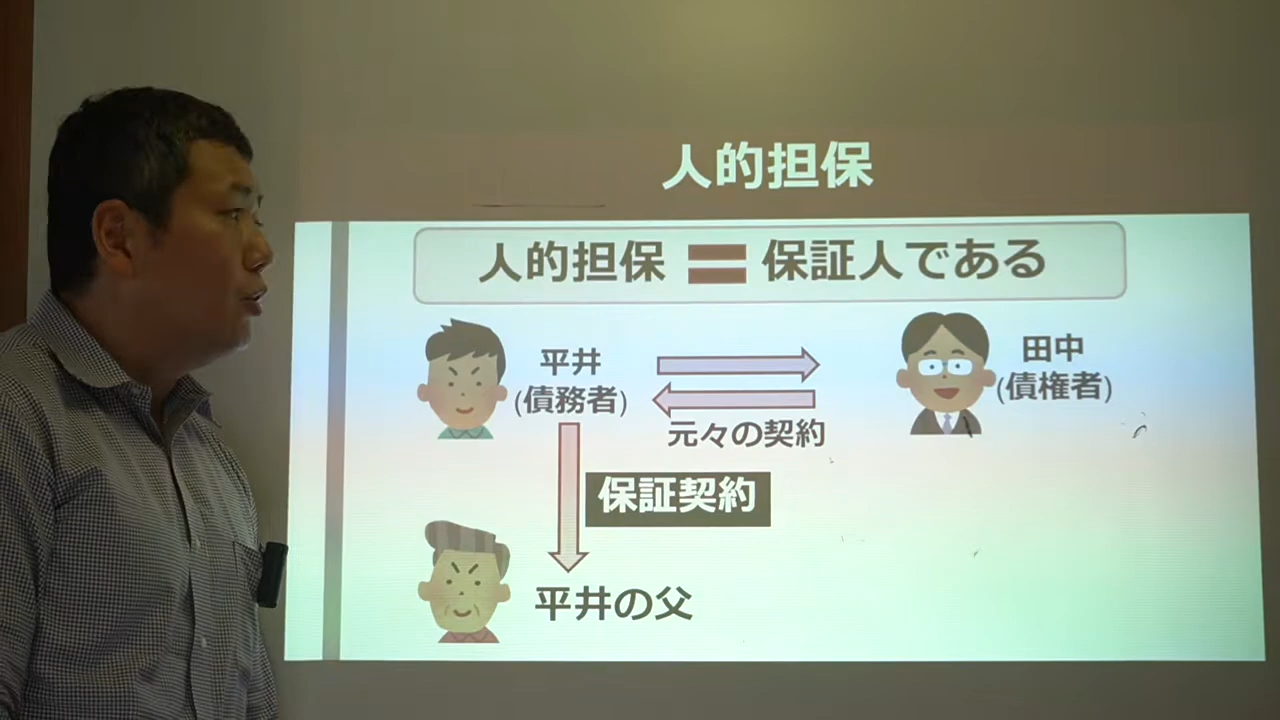 人的担保
人的担保 = 保証人である
平井
(債務者)
田中
(債権者)
元々の契約
保証契約
平井の父